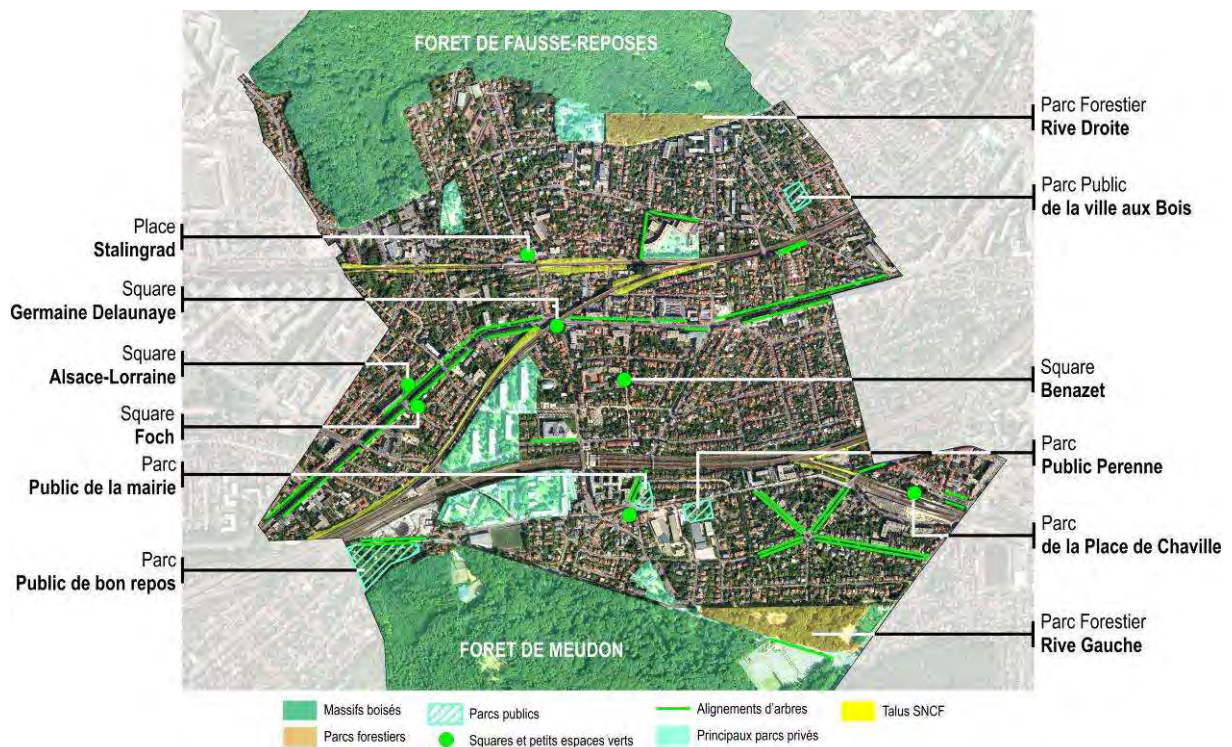 FORET DE FAUSSE-REPOSES
Parc Forestier
Rive Droite
Parc Public
de la ville aux Bois
Place
Stalingrad
Square
Germaine Delaunaye
Square
Alsace-Lorraine
Square
Foch
Parc
Public de la mairie
Parc
Public de bon repos
Square
Benazet
Parc
Public Perenne
Parc
de la Place de Chaville
Parc Forestier
Rive Gauche
FORET DE MEUDON
Massifs boisés
Parcs publics
Alignements d'arbres
Talus SNCF
Parcs forestiers
Squares et petits espaces verts
Principaux parcs privés